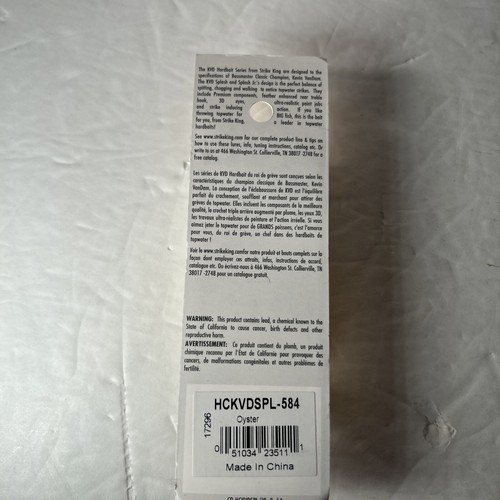 The KVD Hardbait Series from Strike King are designed to the
specifications of Bassmaster Classic Champion, Kevin VanDam.
The KVD Splash and Splash Jr.'s design is the perfect balance of
spitting, chugging and walking to entice topwater strikes. They
include Premium components, feather enhanced rear treble
hook, 3D eyes, ultra-realistic paint jobs
and strike inducing action. If you like
throwing topwater for BIG fish, this is the bait
for you, from Strike King, a leader in topwater
hardbaits!
See www.strikeking.com for our complete product line & tips on
how to use these lures, info, tuning instructions, catalog etc. Or
write to us at 466 Washington St. Collierville, TN 38017-2748 for a
free catalog.
Les séries de KVD Hardbait du roi de grève sont conçues selon les
caractéristiques du champion classique de Bassmaster, Kevin
VanDam. La conception de l'éclaboussure de KVD est l'équilibre
parfait du crachement, soufflant et marchant pour attirer des
grèves de topwater. Elles incluent les composants de la meilleure
qualité, le crochet triple arrière augmenté par plume, les yeux 3D,
les travaux ultra-réalistes de peinture et l'action irréelle. Si vous
aimez jeter le topwater pour de GRANDS poissons, c'est l'amorce
pour vous, du roi de grève, un chef dans des hardbaits de
topwater !
Voir le www.strikeking.comfor notre produit et bouts complets sur la
façon dont employer ces attraits, infos, instructions de accord,
catalogue etc. Ou écrivez-nous à 466 Washington St. Collierville, TN
38017 -2748 pour un catalogue gratuit.
WARNING: This product contains lead, a chemical known to the
State of California to cause cancer, birth defects and other
reproductive harm.
AVERTISSEMENT: Ce produit contient du plomb, un produit
chimique reconnu par l'État de Californie pour provoquer des
cancers, de malformations congénitales et autres problèmes de
fertilité.
HCKVDSPL-584
Oyster
17296
0 51034 23511 1
Made In China